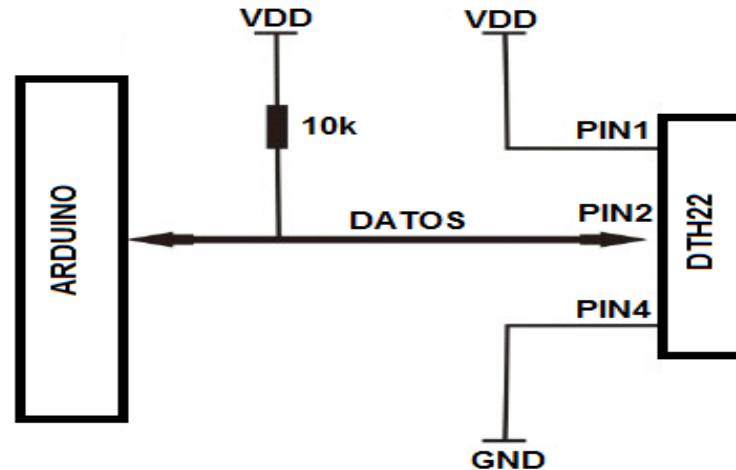 VDD
VDD
10k
PIN1
ARDUINO
DATOS
PIN2
DTH22
PIN4
GND